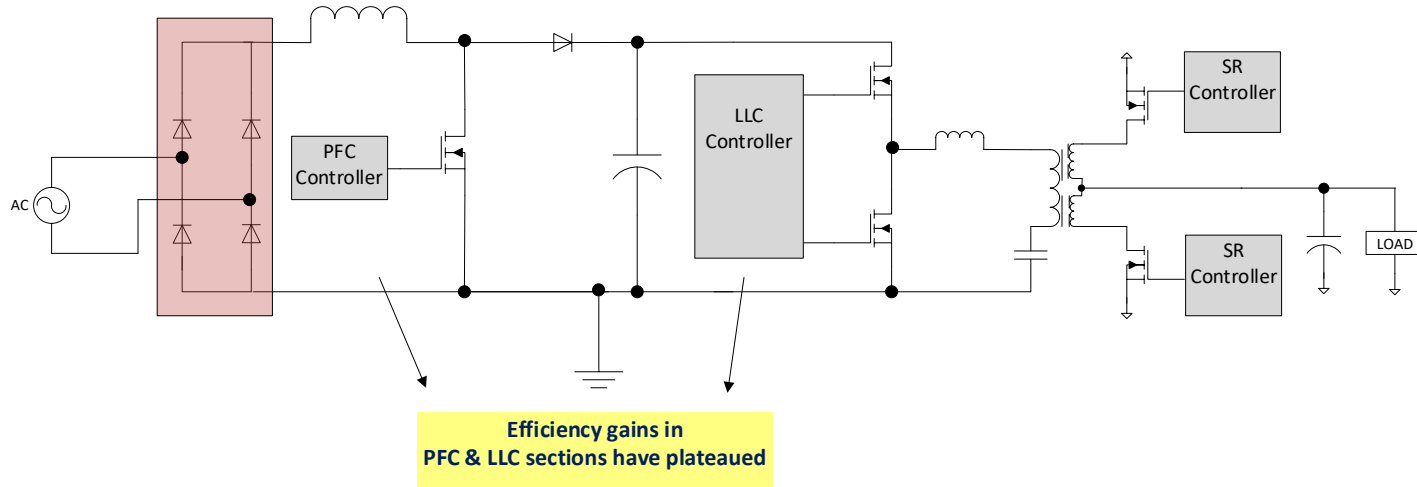 AC
PFC
Controller
LLC
Controller
SR
Controller
SR
Controller
LOAD
Efficiency gains in
PFC & LLC sections have plateaued